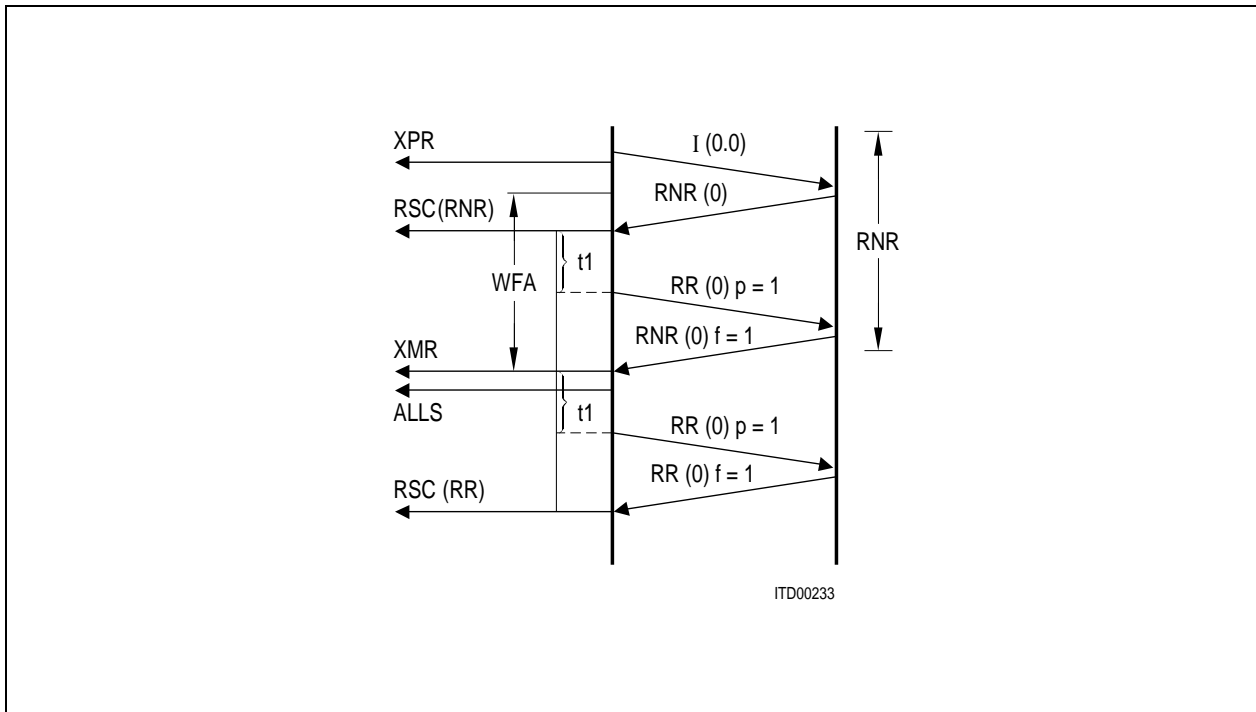 XPR
I (0.0)
RNR (0)
RSC(RNR)
RNR
t1
WFA
RR (0) p = 1
RNR (0) f = 1
XMR
ALLS
t1
RR (0) p = 1
RR (0) f = 1
RSC (RR)
ITD00233